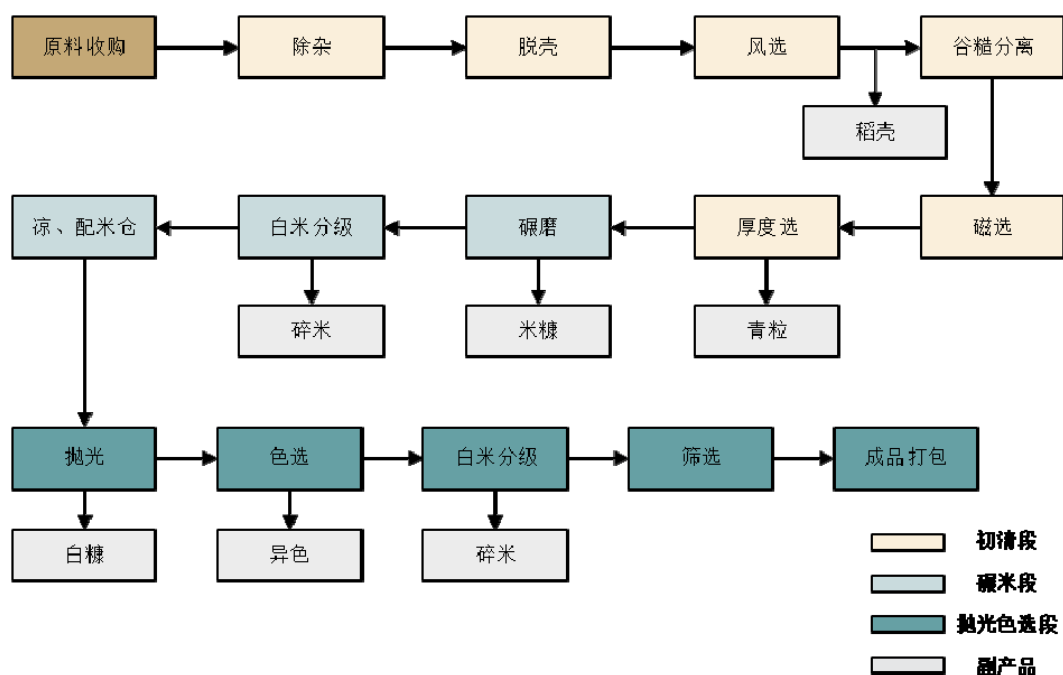 原料收购
除杂
脱壳
风选
谷糙分离
稻壳
凉、配米仓
白米分级
碾磨
厚度选
磁选
碎米
米糠
青粒
抛光
色选
白米分级
筛选
成品打包
白糠
异色
碎米
初清段
碾米段
抛光色选段
副产品